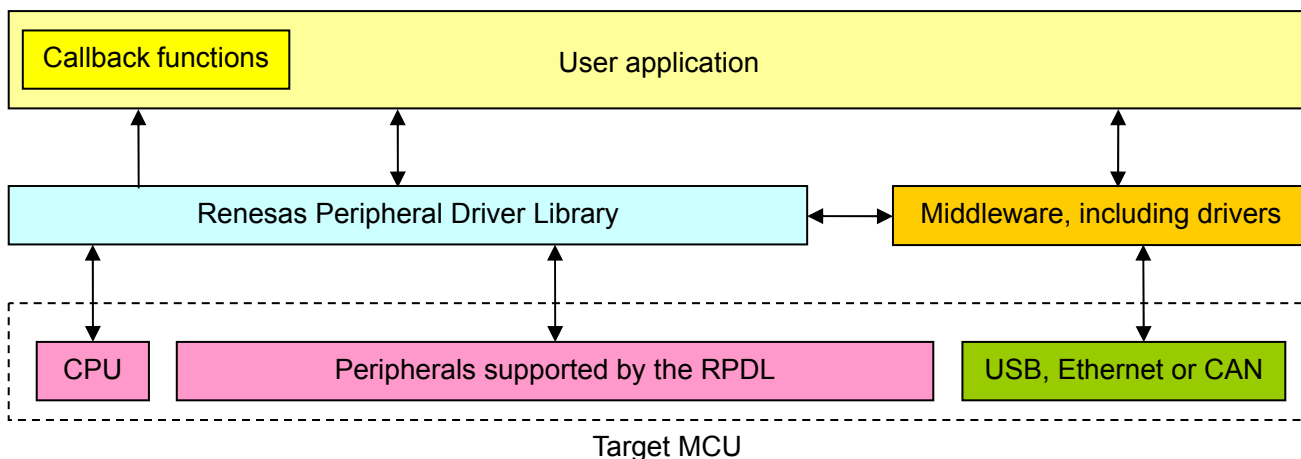 Callback functions
User application
Renesas Peripheral Driver Library
Middleware, including drivers
CPU
Peripherals supported by the RPDL
USB, Ethernet or CAN
Target MCU